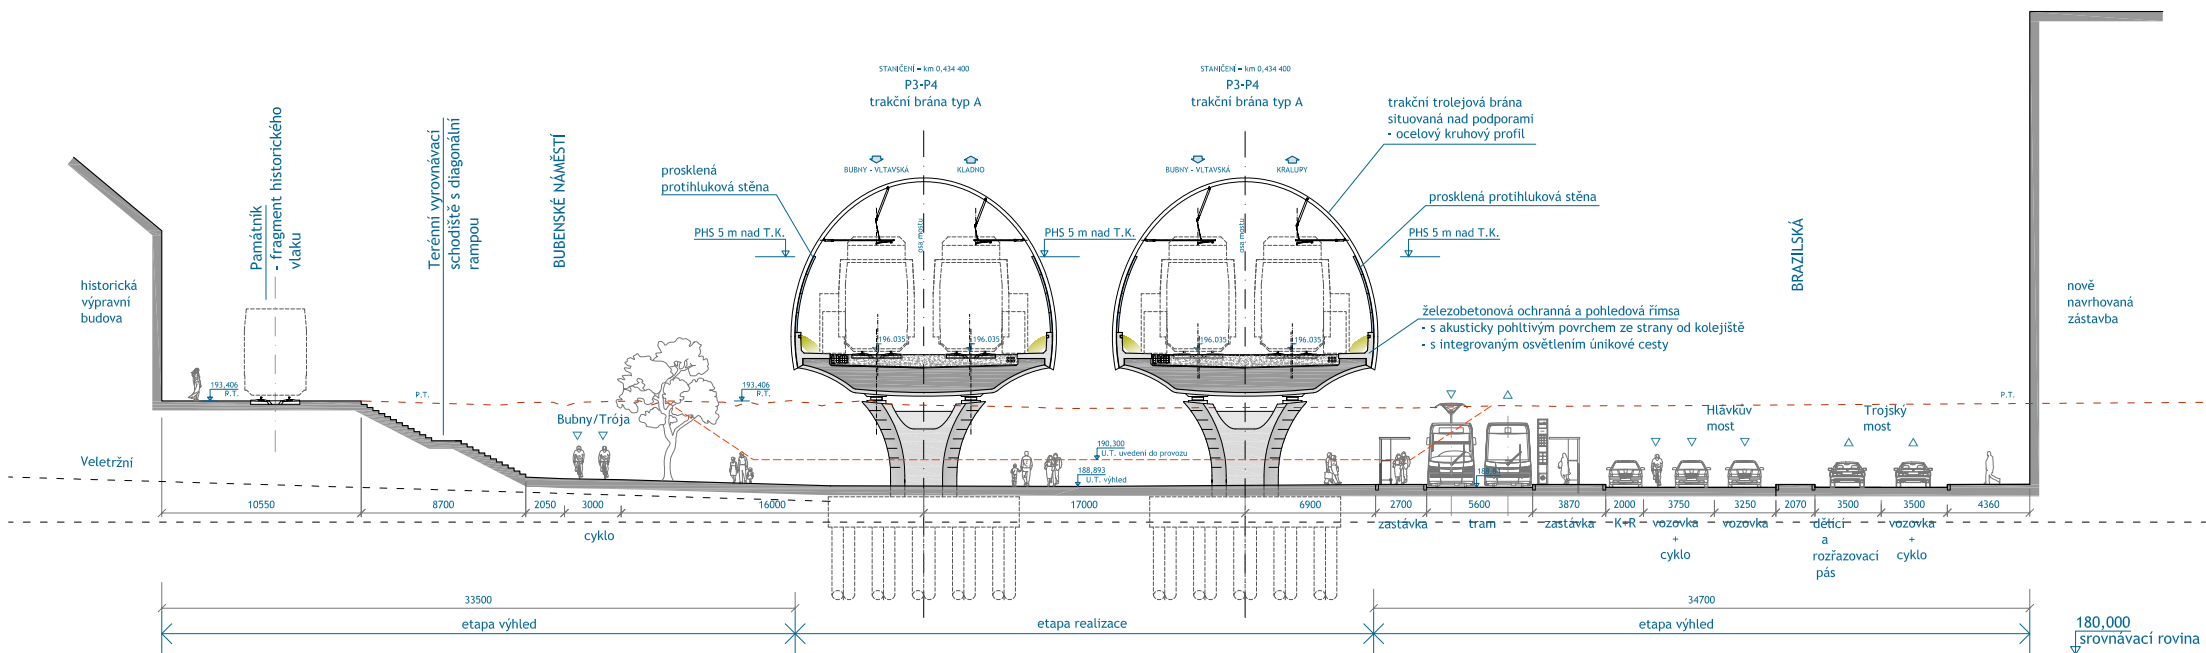 STANIČENÍ = km 0,434 400
P3-P4
trakční brána typ A
STANIČENÍ = km 0,434 400
P3-P4
trakční brána typ A
trakční trolejová brána
situovaná nad podporami
- ocelový kruhový profil
Památník
- fragment historického
vlaku
Terénní vyrovnávací
schodiště s diagonální
rampou
BUBENSKÉ NÁMĚSTÍ
prosklená
protihluková stěna
BUBNY - VLTAVSKÁ
KLADNO
BUBNY - VLTAVSKÁ
KRALUPY
prosklená protihluková stěna
PHS 5 m nad T.K.
osa mostu
PHS 5 m nad T.K.
osa mostu
PHS 5 m nad T.K.
BRAZILSKÁ
historická
výpravní
budova
nově
navrhovaná
zástavba
železobetonová ochranná a pohledová římsa
- s akusticky pohltivým povrchem ze strany od kolejiště
- s integrovaným osvětlením únikové cesty
196.035
196.035
196.035
196.035
193,406
P.T.
P.T.
193,406
P.T.
P.T.
Bubny/Trója
Hlávkův
most
Trojský
most
190,300
U.T. uvedení do provozu
188,893
U.T. výhled
Veletržní
10550
8700
2050
3000
16000
17000
6900
2700
5600
3870
2000
3750
3250
2070
3500
3500
4360
cyklo
zastávka
tram
zastávka
K+R
vozovka
+
cyklo
vozovka
dělící
a
rozřazovací
pás
vozovka
+
cyklo
33500
34700
etapa výhled
etapa realizace
etapa výhled
180,000
srovnávací rovina